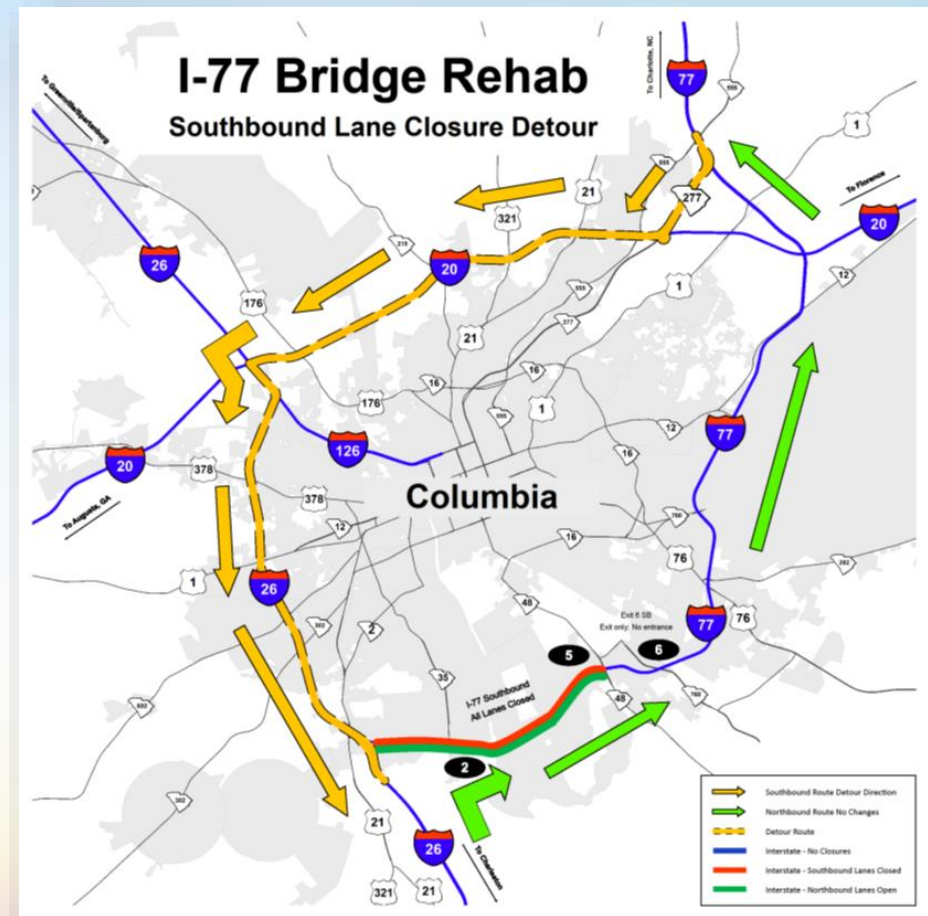 I-77 Bridge Rehab
Southbound Lane Closure Detour
To Charlotte, NC
77
555
1
To Greenville/Spartanburg
555
277
21
321
To Florence
20
26
215
20
12
176
1
555
277
21
16
16
176
1
555
12
126
77
20
378
378
16
Columbia
To Augusta, GA
12
768
16
76
262
1
26
48
Exit 6 SB
Exit only; No entrance
77
76
302
2
5
6
35
I-77 Southbound
All Lanes Closed
48
768
602
2
302
21
26
To Charleston
321
21
Southbound Route Detour Direction
Northbound Route No Changes
Detour Route
Interstate - No Closures
Interstate - Southbound Lanes Closed
Interstate - Northbound Lanes Open